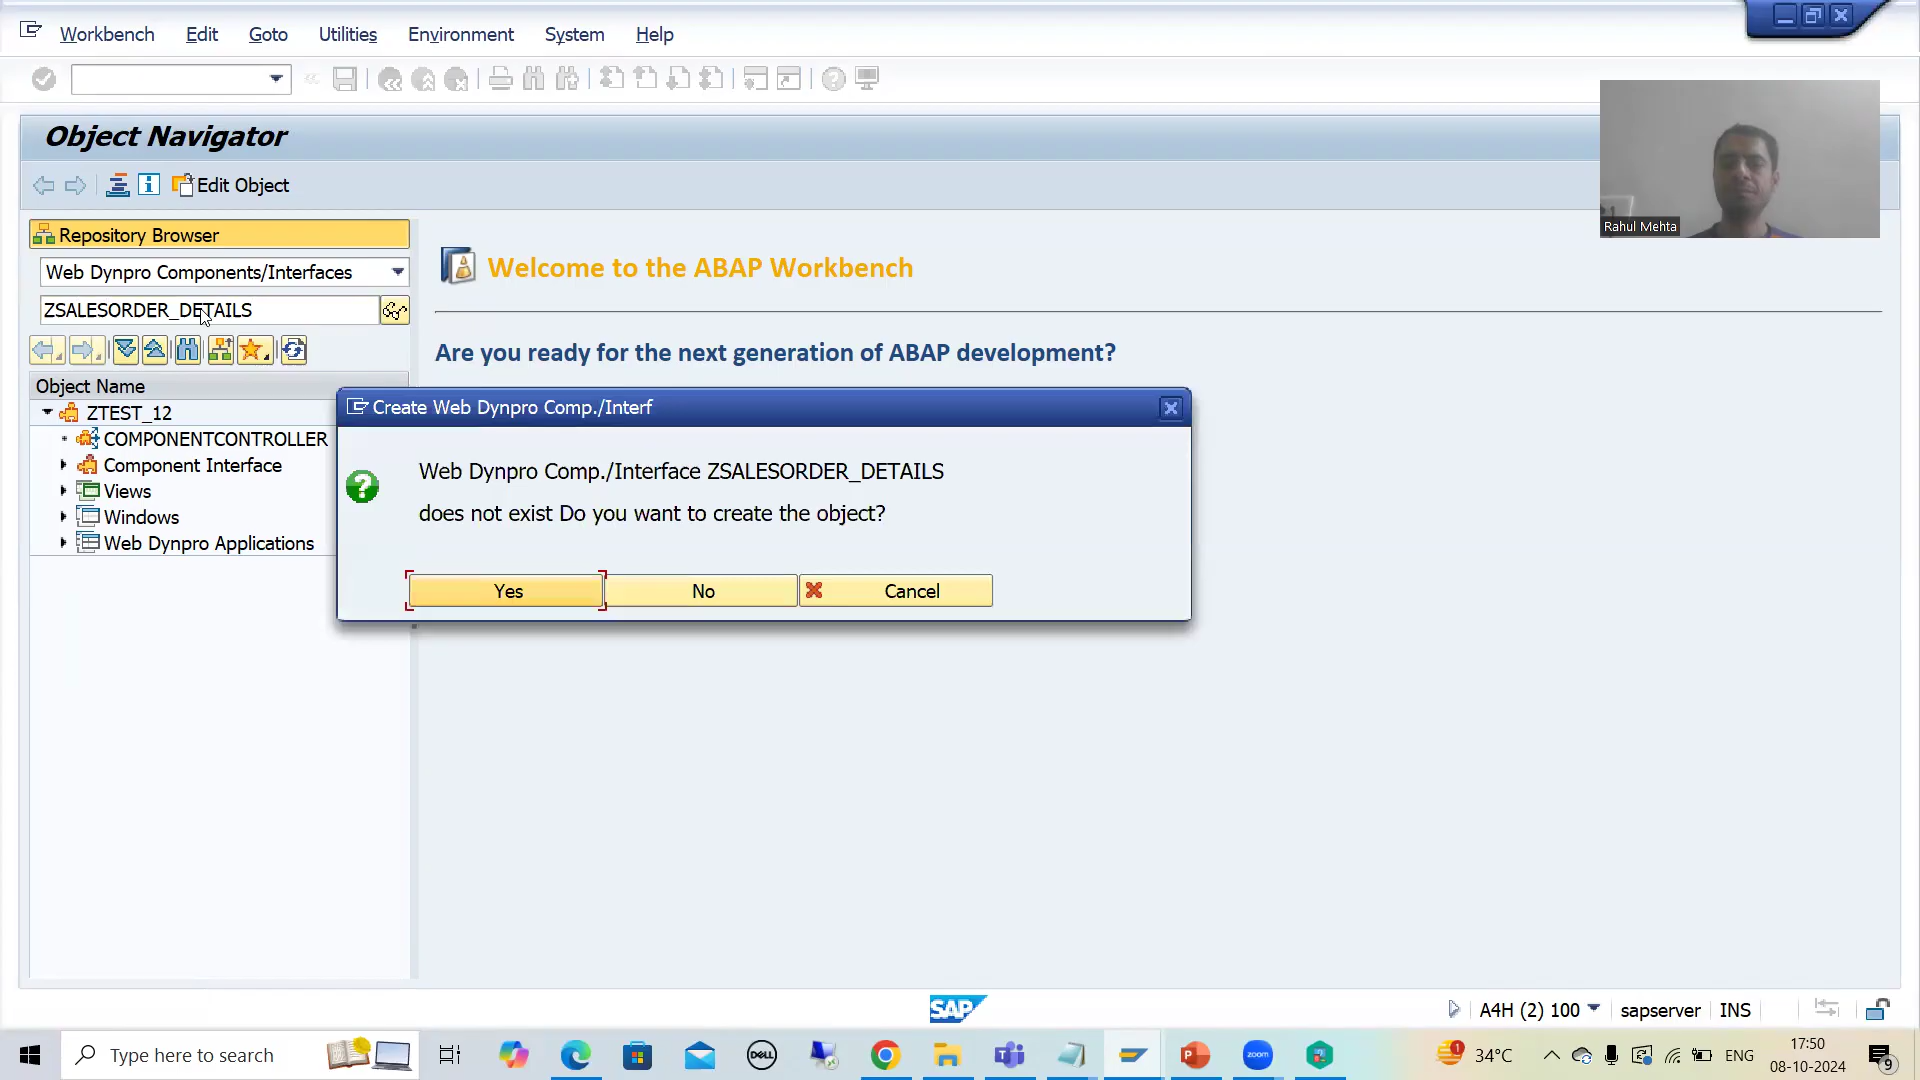 Workbench Edit Goto Utilities Environment System Help
Object Navigator
Edit Object
Rahul Mehta
Repository Browser
Web Dynpro Components/Interfaces
ZSALESORDER_DETAILS
Welcome to the ABAP Workbench
Are you ready for the next generation of ABAP development?
Object Name
ZTEST_12
COMPONENTCONTROLLER
Component Interface
Views
Windows
Web Dynpro Applications
Create Web Dynpro Comp./Interf
Web Dynpro Comp./Interface ZSALESORDER_DETAILS
does not exist Do you want to create the object?
Yes No Cancel
SAP
A4H (2) 100 sapserver INS
Type here to search
DELL
zoom
1
34°C
ENG
17:50
08-10-2024
9